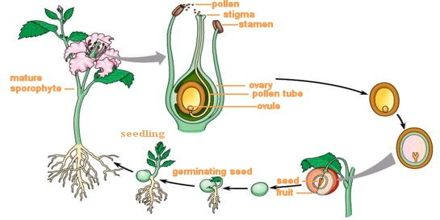 pollen
stigma
stamen
mature
sporophyte
ovary
pollen tube
ovule
seedling
germinating seed
seed
fruit